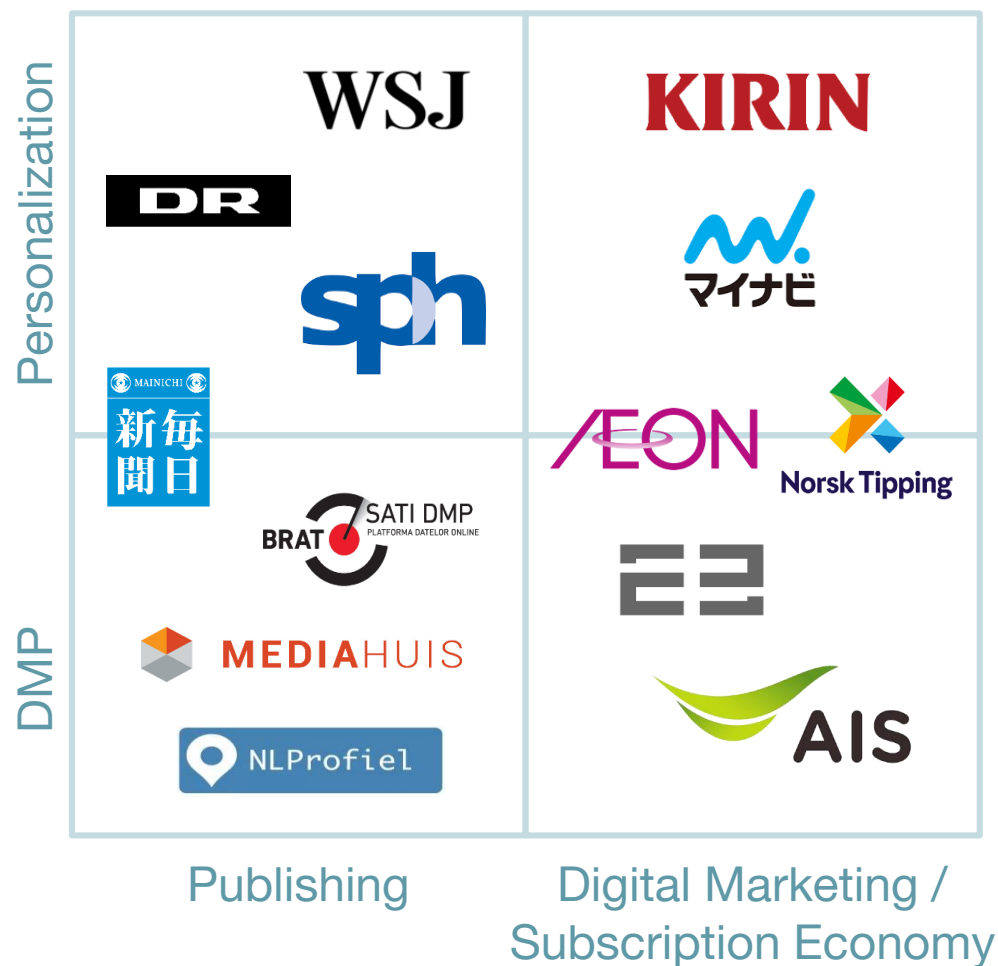 Personalization
WSJ
KIRIN
DR
マイナビ
sph
MAINICHI
毎日
新聞
ÆON
Norsk Tipping
BRAT
SATI DMP
PLATFORMA DATELOR ONLINE
DMP
MEDIAHUIS
AIS
NLProfiel
Publishing
Digital Marketing /
Subscription Economy